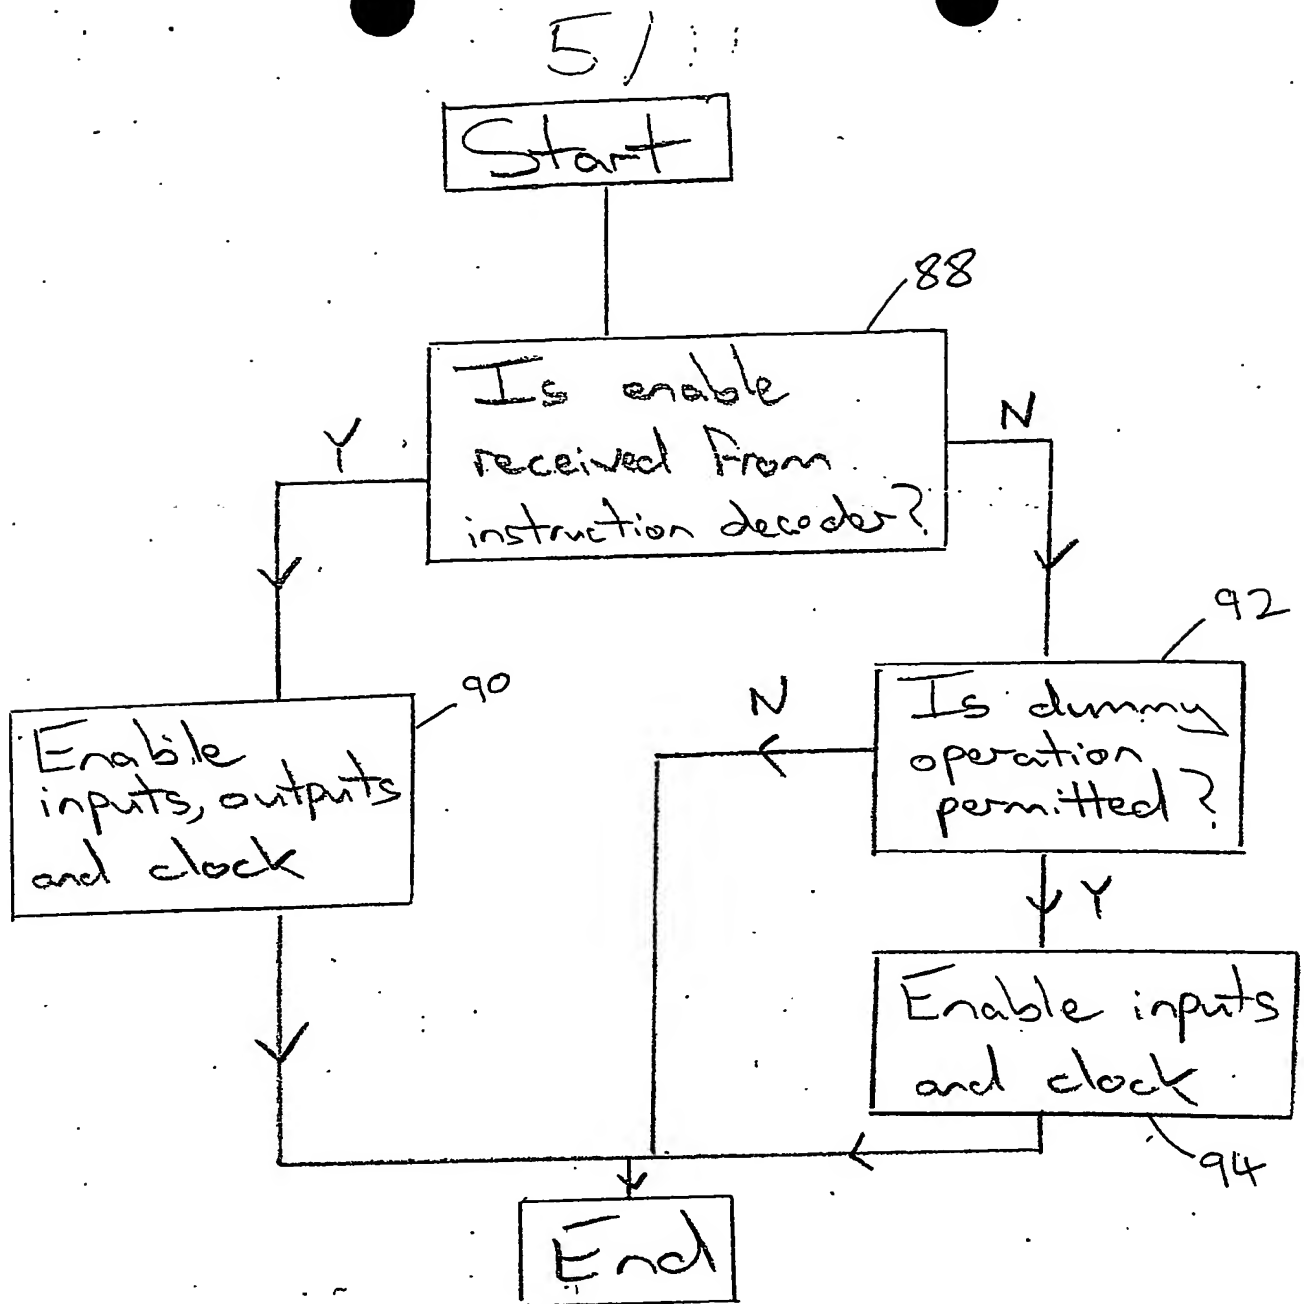 5/
Start
88
Is enable
received From
instruction decoder?
Y
N
92
90
Is dummy
operation
permitted?
N
Enable
inputs, outputs
and clock
Y
Enable inputs
and clock
94
End